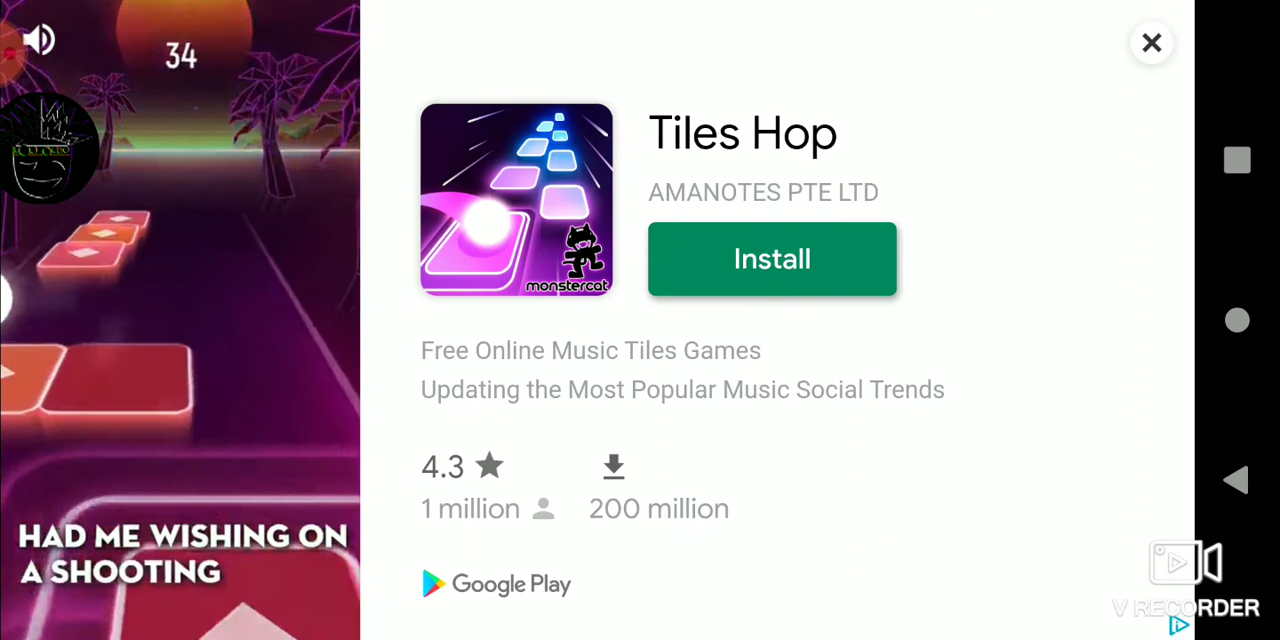 34
HAD ME WISHING ON
A SHOOTING
monstercat
Tiles Hop
AMANOTES PTE LTD
Install
Free Online Music Tiles Games
Updating the Most Popular Music Social Trends
4.3
1 million
200 million
Google Play
V RECORDER